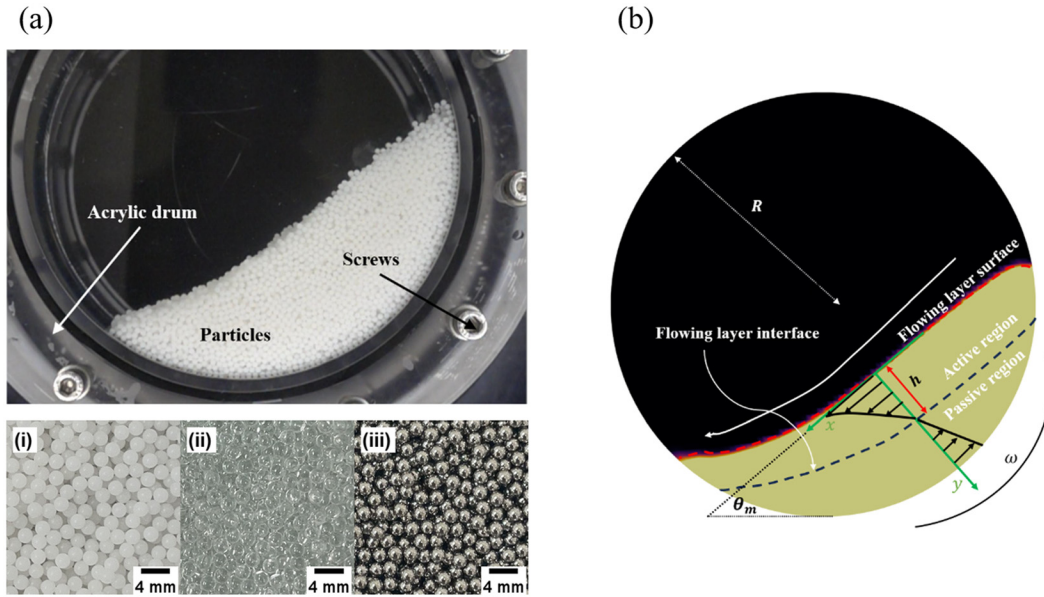 (a)
Acrylic drum
Screws
Particles
(i)
4 mm
(ii)
4 mm
(iii)
4 mm
(b)
R
Flowing layer surface
Flowing layer interface
Active region
Passive region
h
x
y
ω
θm